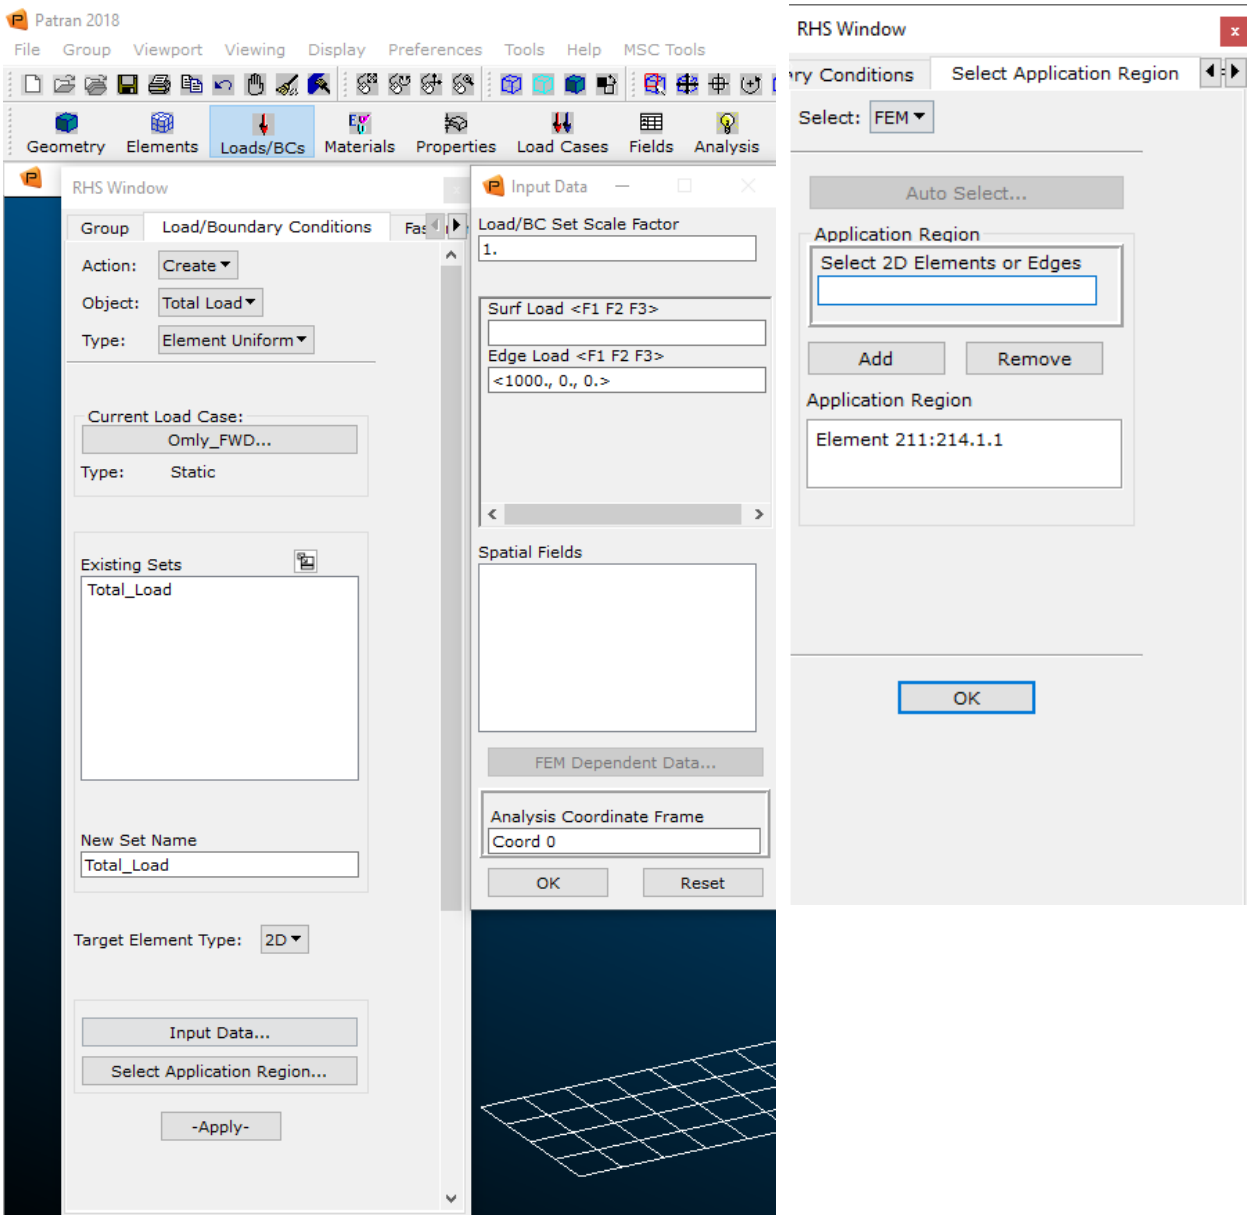 Patran 2018
File Group Viewport Viewing Display Preferences Tools Help MSC Tools
Geometry Elements Loads/BCs Materials Properties Load Cases Fields Analysis
RHS Window
Group Load/Boundary Conditions Fas
Action: Create
Object: Total Load
Type: Element Uniform
Current Load Case:
Omly_FWD...
Type: Static
Existing Sets
Total_Load
New Set Name
Total_Load
Target Element Type: 2D
Input Data...
Select Application Region...
-Apply-
Input Data
Load/BC Set Scale Factor
1.
Surf Load <F1 F2 F3>
Edge Load <F1 F2 F3>
<1000., 0., 0.>
Spatial Fields
FEM Dependent Data...
Analysis Coordinate Frame
Coord 0
OK Reset
RHS Window
ry Conditions Select Application Region
Select: FEM
Auto Select...
Application Region
Select 2D Elements or Edges
Add Remove
Application Region
Element 211:214.1.1
OK